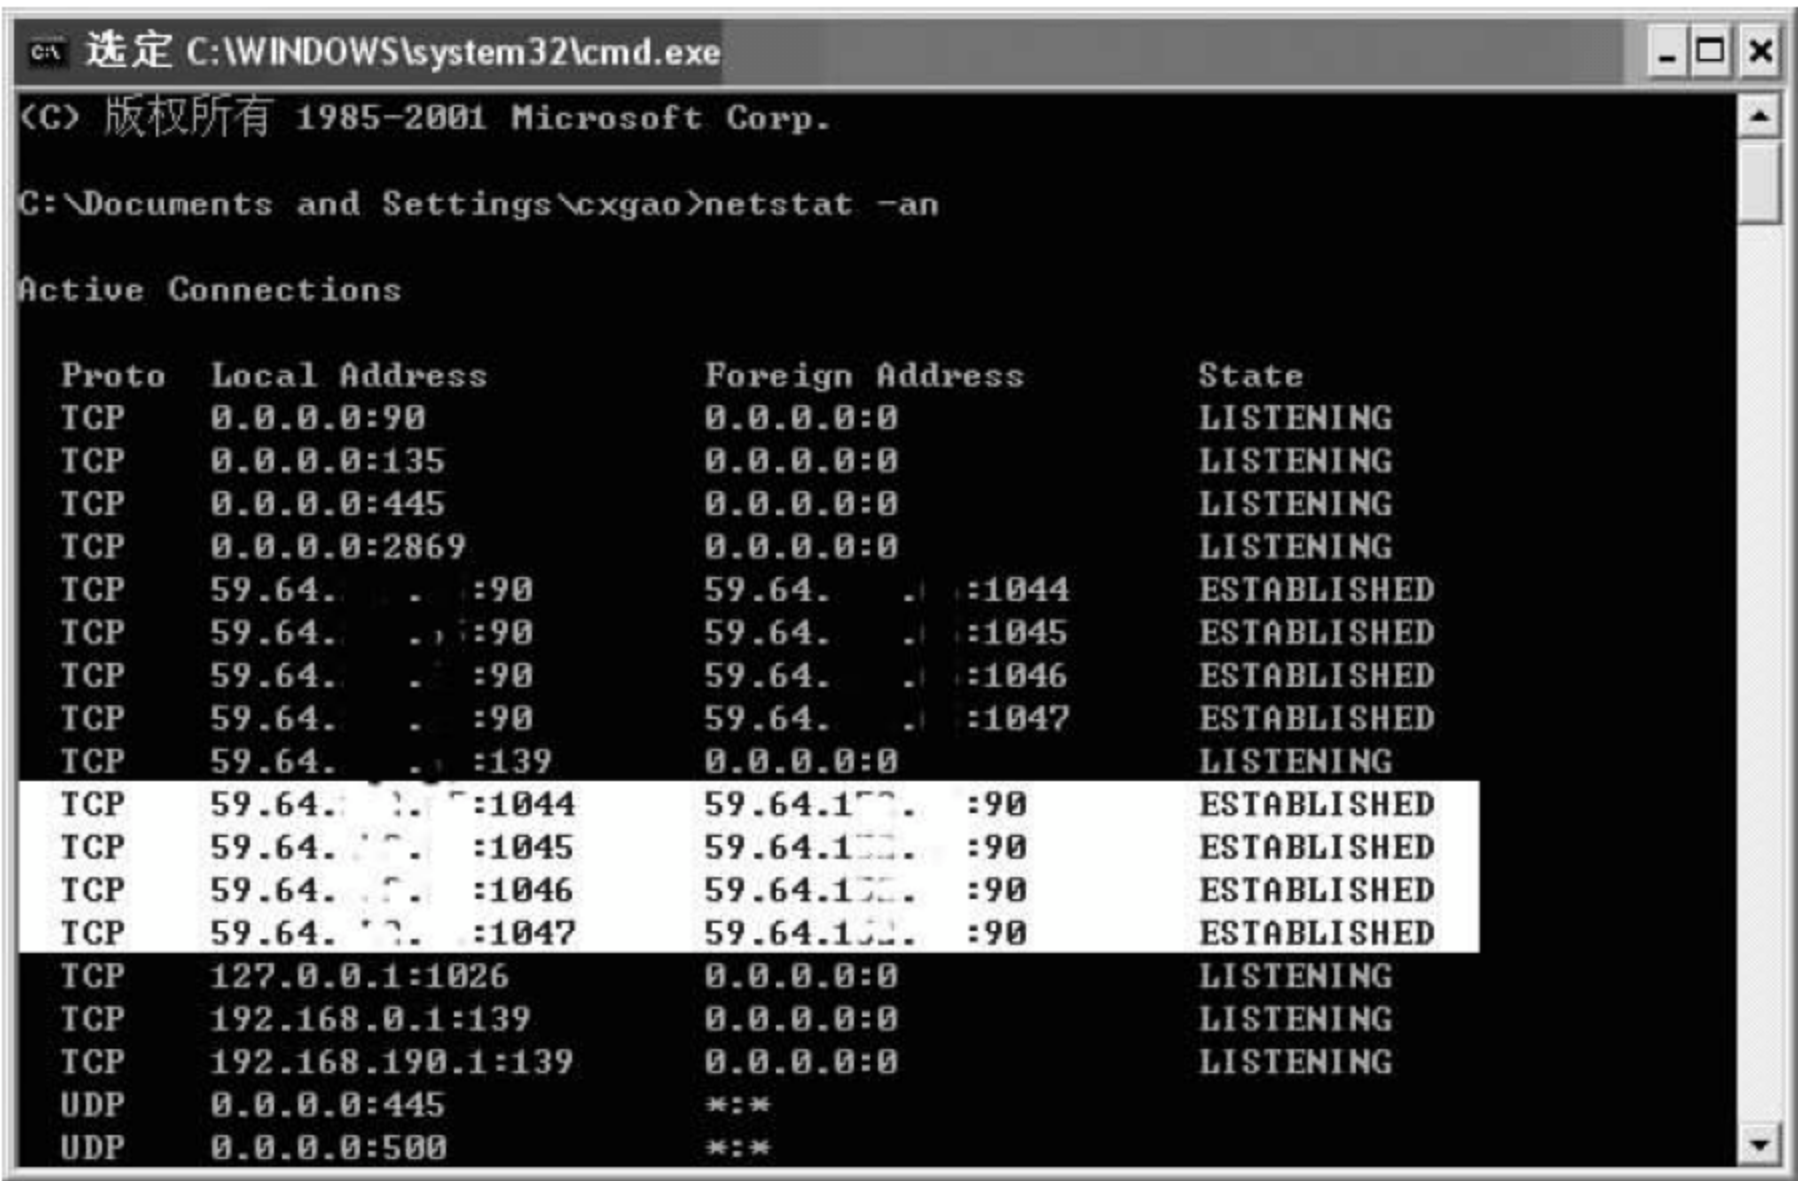 选定 C:\WINDOWS\system32\cmd.exe
(C) 版权所有 1985-2001 Microsoft Corp.
C:\Documents and Settings\cxgao>netstat -an
Active Connections
Proto Local Address Foreign Address State
TCP 0.0.0.0:90 0.0.0.0:0 LISTENING
TCP 0.0.0.0:135 0.0.0.0:0 LISTENING
TCP 0.0.0.0:445 0.0.0.0:0 LISTENING
TCP 0.0.0.0:2869 0.0.0.0:0 LISTENING
TCP 59.64. . :90 59.64. . :1044 ESTABLISHED
TCP 59.64. . :90 59.64. . :1045 ESTABLISHED
TCP 59.64. . :90 59.64. . :1046 ESTABLISHED
TCP 59.64. . :90 59.64. . :1047 ESTABLISHED
TCP 59.64. . :139 0.0.0.0:0 LISTENING
TCP 59.64. . :1044 59.64.1 . :90 ESTABLISHED
TCP 59.64. . :1045 59.64.1 . :90 ESTABLISHED
TCP 59.64. . :1046 59.64.1 . :90 ESTABLISHED
TCP 59.64. . :1047 59.64.1 . :90 ESTABLISHED
TCP 127.0.0.1:1026 0.0.0.0:0 LISTENING
TCP 192.168.0.1:139 0.0.0.0:0 LISTENING
TCP 192.168.190.1:139 0.0.0.0:0 LISTENING
UDP 0.0.0.0:445 *:*
UDP 0.0.0.0:500 *:*